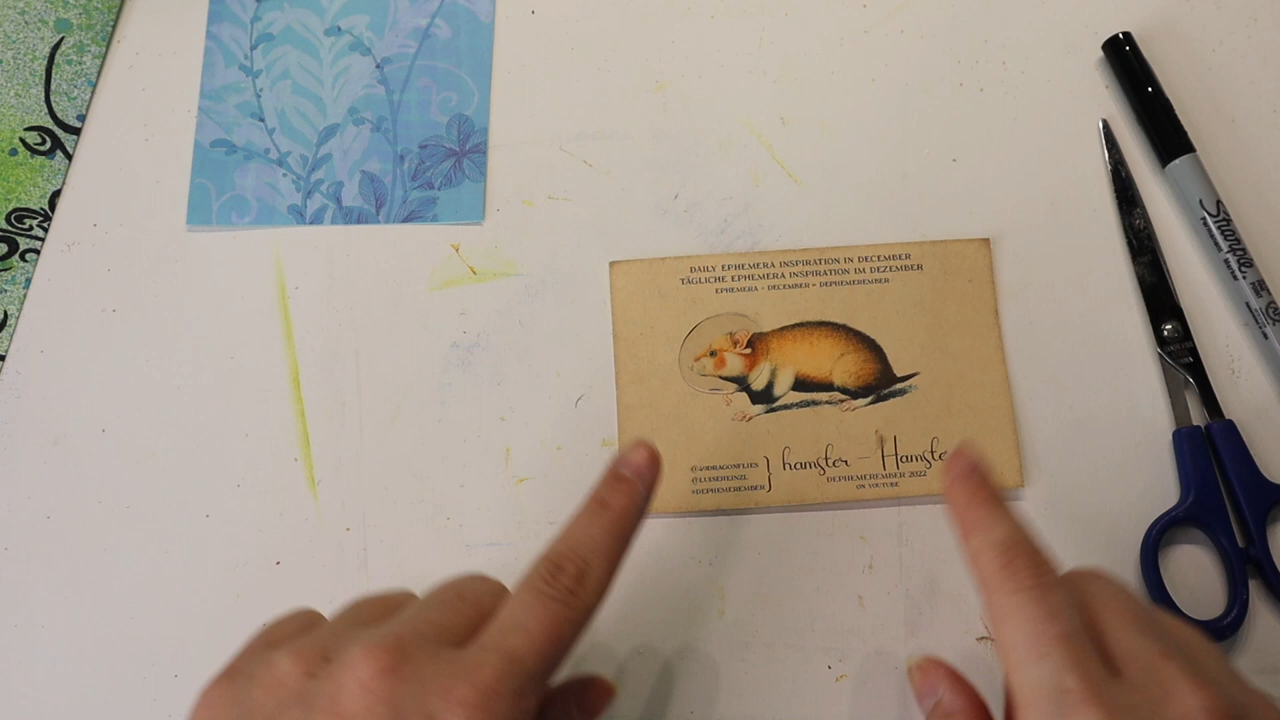 DAILY EPHEMERA INSPIRATION IN DECEMBER
TÄGLICHE EPHEMERA INSPIRATION IM DEZEMBER
EPHEMERA + DECEMBER = DEPHEMEREMBER
hamster – Hamste
@49DRAGONFLIES
@LUISEHEINZL
#DEPHEMEREMBER
DEPHEMEREMBER 2022
ON YOUTUBE
Sharpie